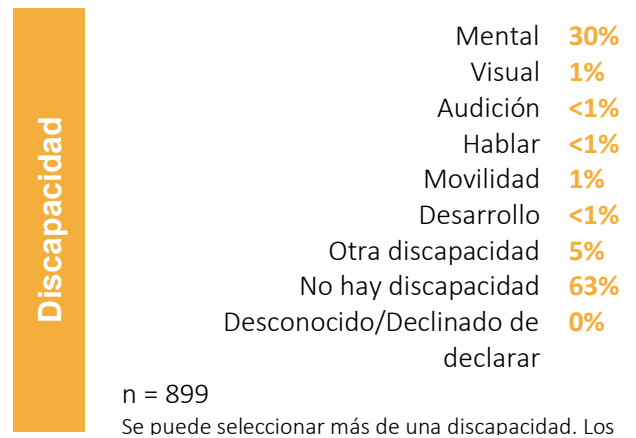 Discapacidad
Mental 30%
Visual 1%
Audición <1%
Hablar <1%
Movilidad 1%
Desarrollo <1%
Otra discapacidad 5%
No hay discapacidad 63%
Desconocido/Declinado de 0%
declarar
n = 899
Se puede seleccionar más de una discapacidad. Los